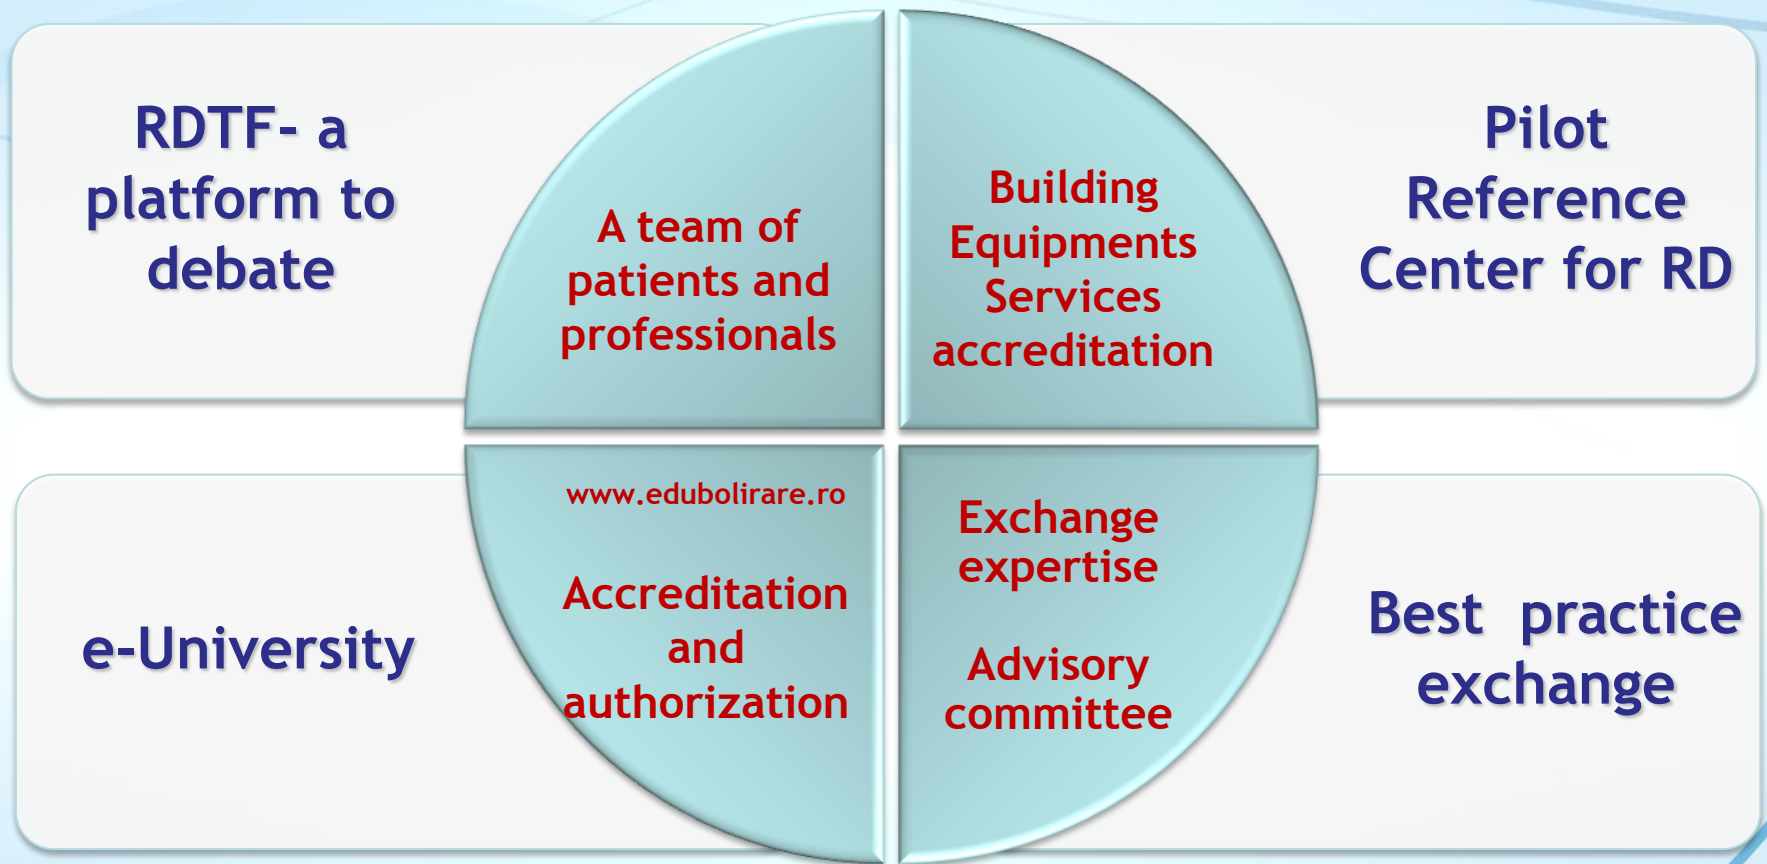 RDTF- a
platform to
debate
A team of
patients and
professionals
Building
Equipments
Services
accreditation
Pilot
Reference
Center for RD
e-University
www.edubolirare.ro
Accreditation
and
authorization
Exchange
expertise
Advisory
committee
Best practice
exchange